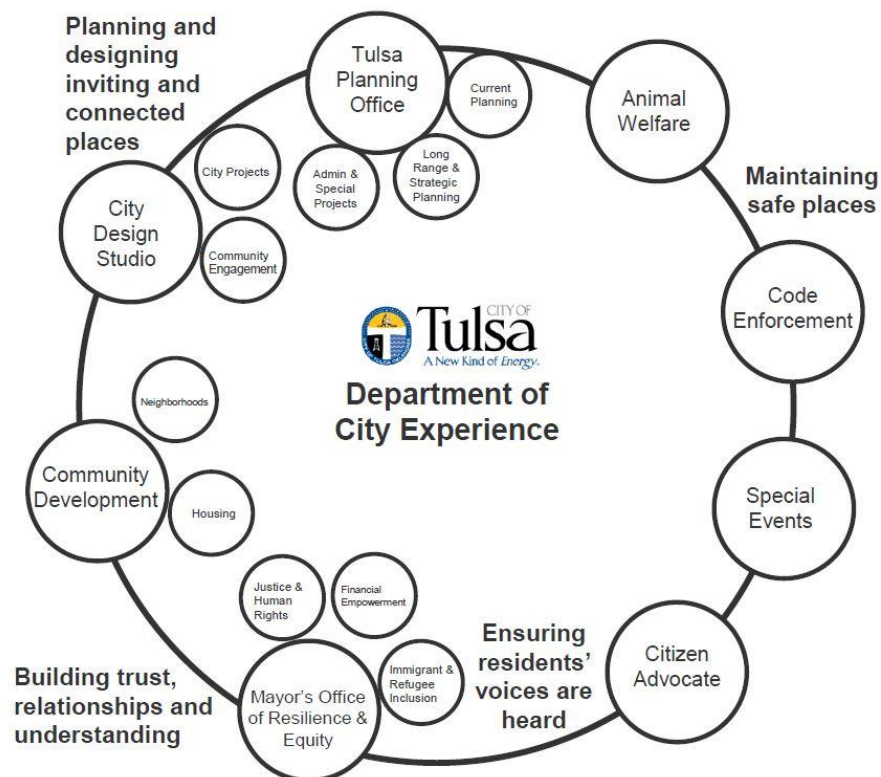 Planning and
designing
inviting and
connected
places
Tulsa
Planning
Office
Current
Planning
Long
Range &
Strategic
Planning
Admin &
Special
Projects
Animal
Welfare
Maintaining
safe places
City Projects
City
Design
Studio
Community
Engagement
Code
Enforcement
CITY OF
Tulsa
A New Kind of Energy.
Department of
City Experience
Neighborhoods
Community
Development
Housing
Special
Events
Justice &
Human
Rights
Financial
Empowerment
Immigrant &
Refugee
Inclusion
Mayor's Office
of Resilience &
Equity
Building trust,
relationships and
understanding
Ensuring
residents'
voices are
heard
Citizen
Advocate